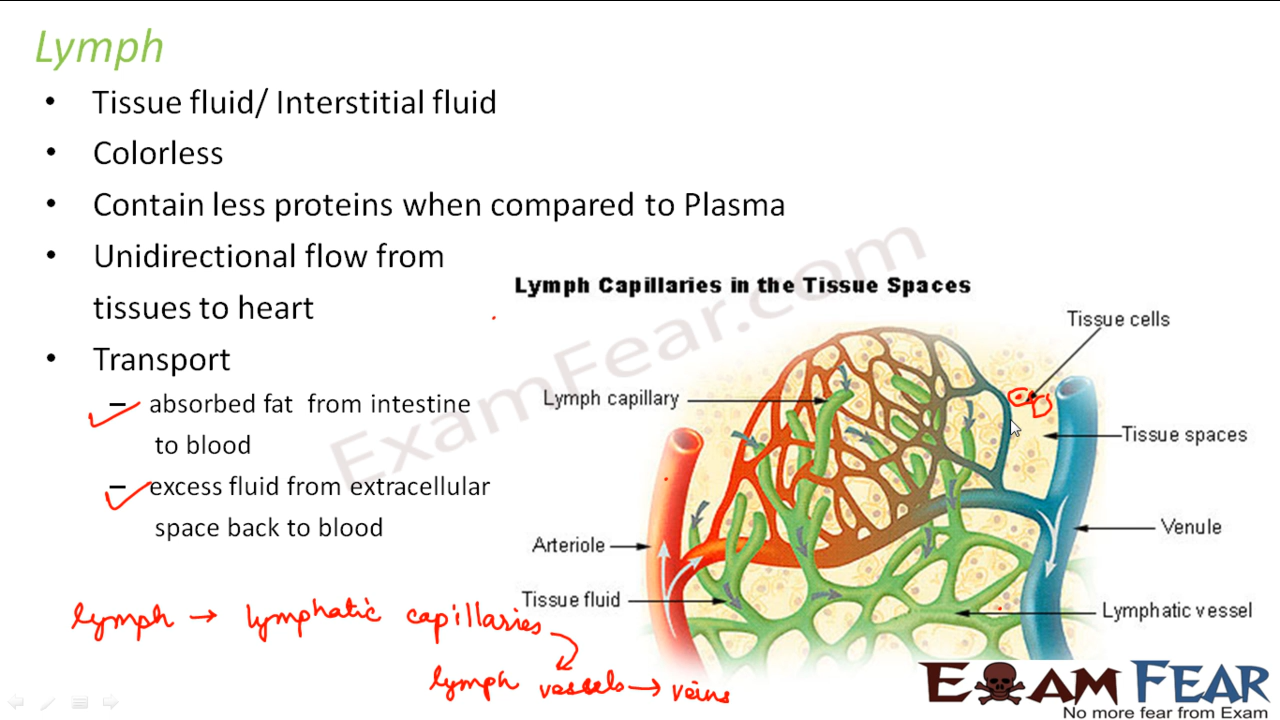 Lymph
• Tissue fluid/ Interstitial fluid
• Colorless
• Contain less proteins when compared to Plasma
• Unidirectional flow from
tissues to heart
• Transport
– absorbed fat from intestine
to blood
– excess fluid from extracellular
space back to blood
lymph → lymphatic capillaries
lymph vessels → veins
Lymph Capillaries in the Tissue Spaces
Tissue cells
Lymph capillary
Tissue spaces
Venule
Arteriole
Tissue fluid
Lymphatic vessel
ExamFear.com
EXAM FEAR
No more fear from Exam